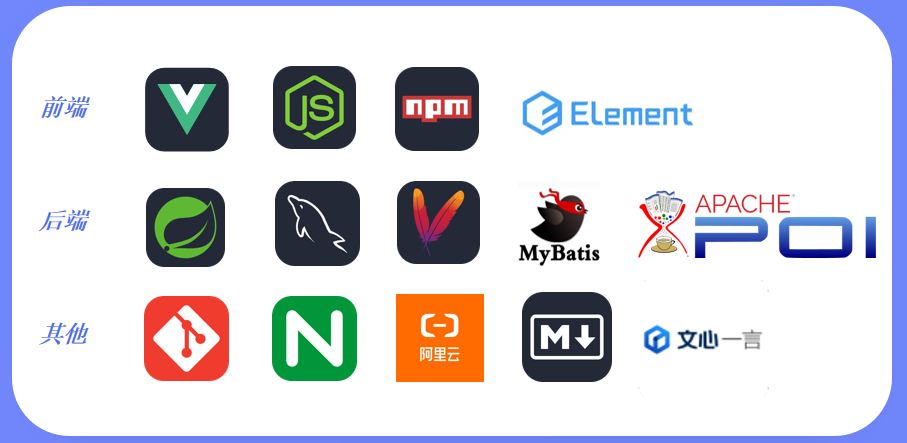 前端
JS
npm
Element
后端
MyBatis
APACHE
POI
其他
N
阿里云
M
文心一言